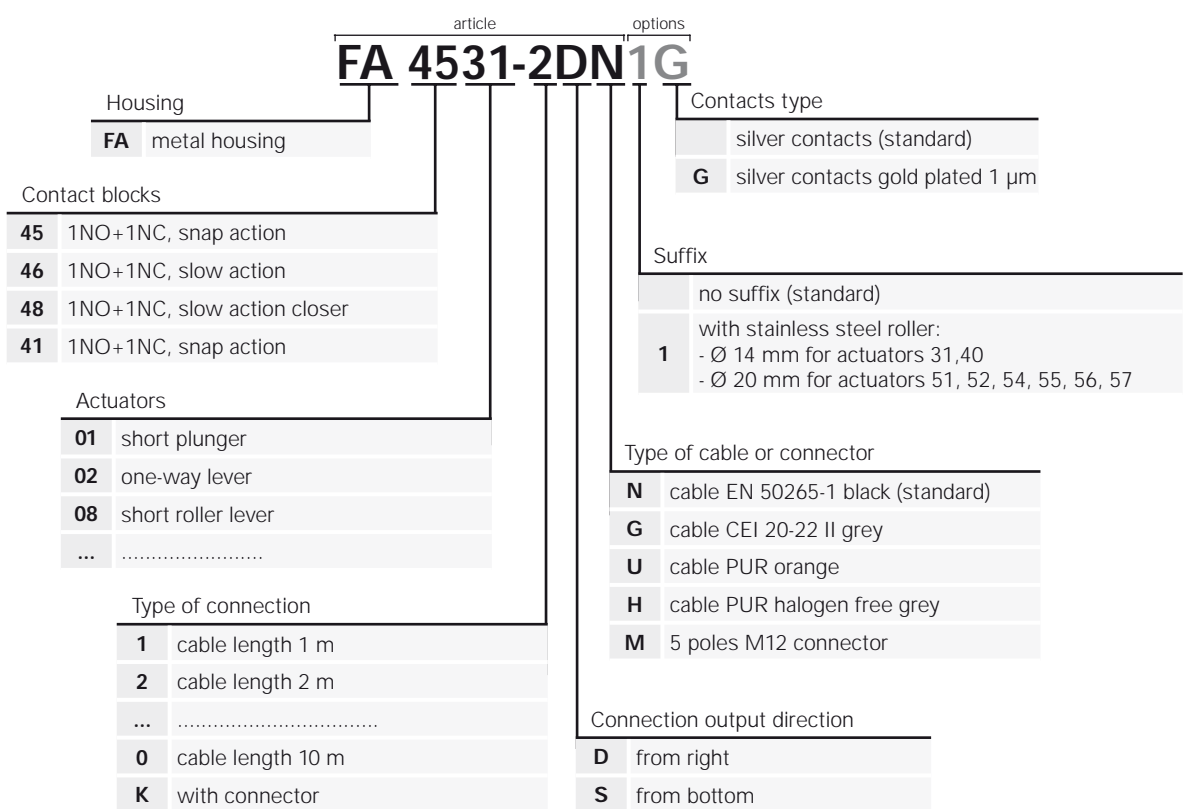 article
options
FA 4531-2DN1G
Housing
FA metal housing
Contact blocks
45 1NO+1NC, snap action
46 1NO+1NC, slow action
48 1NO+1NC, slow action closer
41 1NO+1NC, snap action
Actuators
01 short plunger
02 one-way lever
08 short roller lever
... ........................
Type of connection
1 cable length 1 m
2 cable length 2 m
... ..................................
0 cable length 10 m
K with connector
Contacts type
silver contacts (standard)
G silver contacts gold plated 1 µm
Suffix
no suffix (standard)
1 with stainless steel roller:
- Ø 14 mm for actuators 31,40
- Ø 20 mm for actuators 51, 52, 54, 55, 56, 57
Type of cable or connector
N cable EN 50265-1 black (standard)
G cable CEI 20-22 II grey
U cable PUR orange
H cable PUR halogen free grey
M 5 poles M12 connector
Connection output direction
D from right
S from bottom